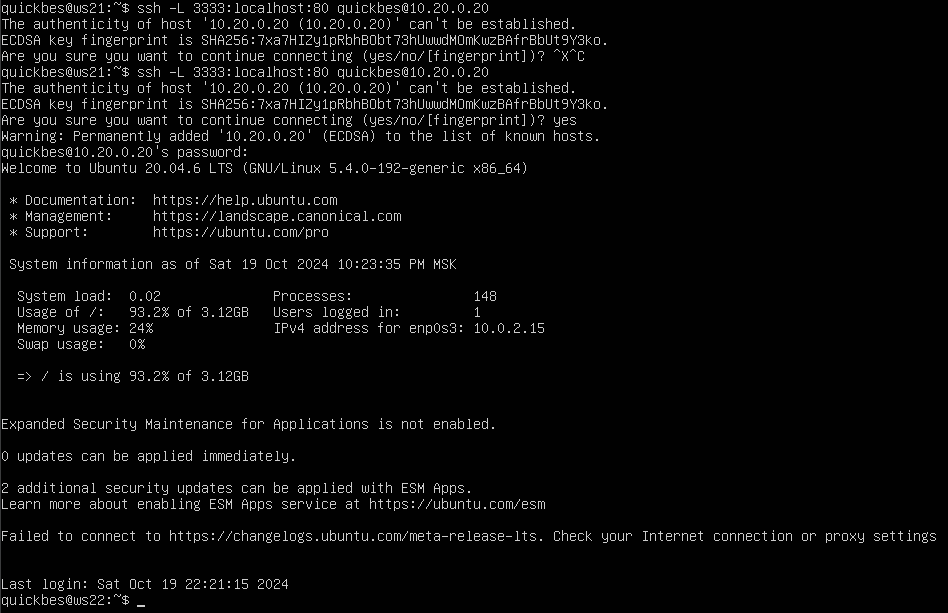 quickbes@ws21:~$ ssh -L 3333:localhost:80 quickbes@10.20.0.20
The authenticity of host '10.20.0.20 (10.20.0.20)' can't be established.
ECDSA key fingerprint is SHA256:7xa7HIZy1pRbhBObt73hUwwdMOmKwzBAfrBbUt9Y3ko.
Are you sure you want to continue connecting (yes/no/[fingerprint])? ^X^C
quickbes@ws21:~$ ssh -L 3333:localhost:80 quickbes@10.20.0.20
The authenticity of host '10.20.0.20 (10.20.0.20)' can't be established.
ECDSA key fingerprint is SHA256:7xa7HIZy1pRbhBObt73hUwwdMOmKwzBAfrBbUt9Y3ko.
Are you sure you want to continue connecting (yes/no/[fingerprint])? yes
Warning: Permanently added '10.20.0.20' (ECDSA) to the list of known hosts.
quickbes@10.20.0.20's password:
Welcome to Ubuntu 20.04.6 LTS (GNU/Linux 5.4.0-192-generic x86_64)
* Documentation: https://help.ubuntu.com
* Management: https://landscape.canonical.com
* Support: https://ubuntu.com/pro
System information as of Sat 19 Oct 2024 10:23:35 PM MSK
System load: 0.02 Processes: 148
Usage of /: 93.2% of 3.12GB Users logged in: 1
Memory usage: 24% IPv4 address for enp0s3: 10.0.2.15
Swap usage: 0%
=> / is using 93.2% of 3.12GB
Expanded Security Maintenance for Applications is not enabled.
0 updates can be applied immediately.
2 additional security updates can be applied with ESM Apps.
Learn more about enabling ESM Apps service at https://ubuntu.com/esm
Failed to connect to https://changelogs.ubuntu.com/meta-release-lts. Check your Internet connection or proxy settings
Last login: Sat Oct 19 22:21:15 2024
quickbes@ws22:~$ _